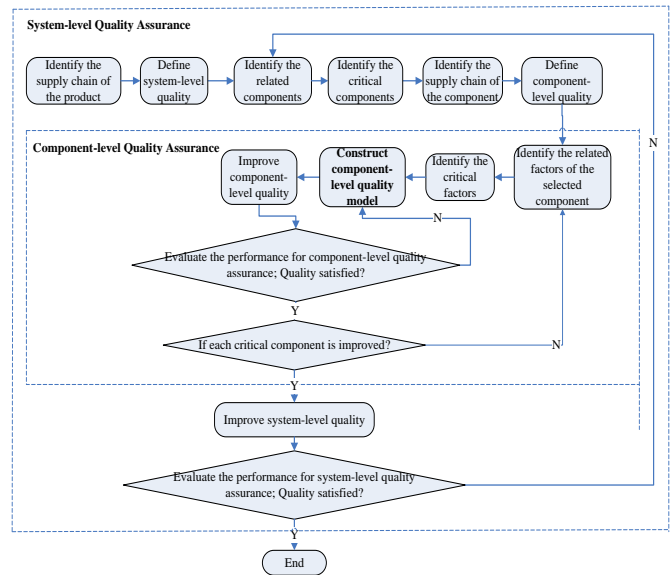 System-level Quality Assurance
Identify the
supply chain of
the product
Define
system-level
quality
Identify the
related
components
Identify the
critical
components
Identify the
supply chain of
the component
Define
component-
level quality
N
Component-level Quality Assurance
Improve
component-
level quality
Construct
component-
level quality
model
Identify the
critical
factors
Identify the related
factors of the
selected
component
N
Evaluate the performance for component-level quality
assurance; Quality satisfied?
Y
If each critical component is improved?
N
Y
Improve system-level quality
Evaluate the performance for system-level quality
assurance; Quality satisfied?
Y
End